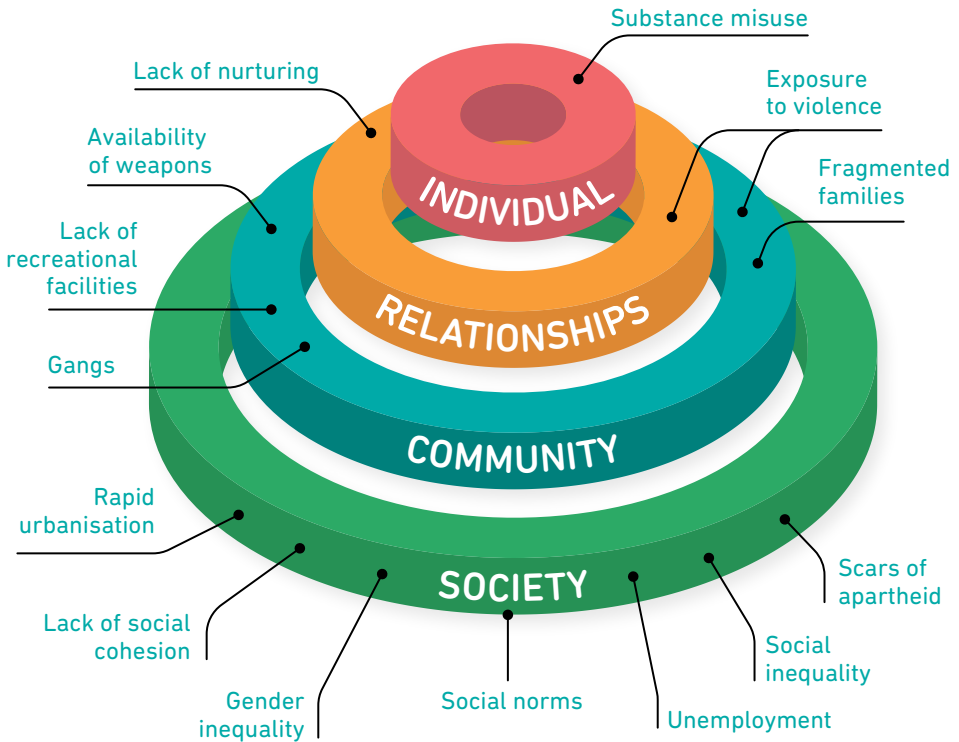 Substance misuse
Lack of nurturing
Exposure
to violence
Availability
of weapons
Fragmented
families
INDIVIDUAL
Lack of
recreational
facilities
RELATIONSHIPS
Gangs
COMMUNITY
Rapid
urbanisation
SOCIETY
Scars of
apartheid
Lack of social
cohesion
Social
inequality
Gender
inequality
Social norms
Unemployment